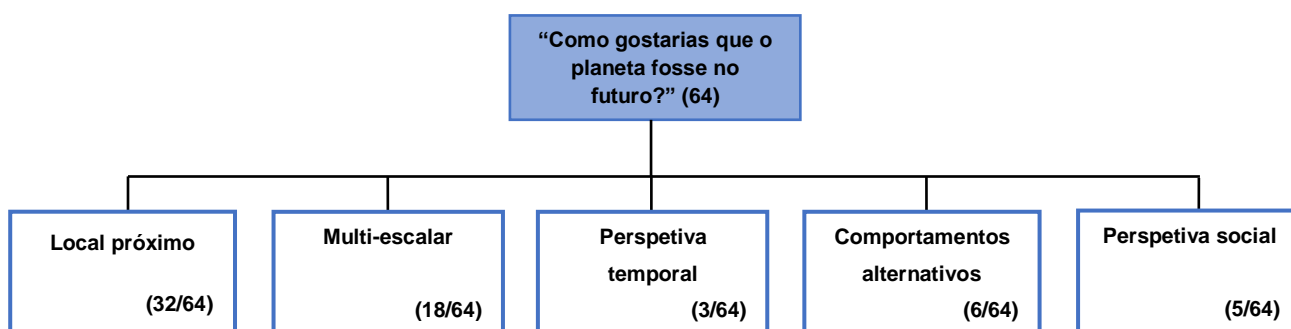 “Como gostarias que o
planeta fosse no
futuro?” (64)
Local próximo
(32/64)
Multi-escalar
(18/64)
Perspetiva
temporal
(3/64)
Comportamentos
alternativos
(6/64)
Perspetiva social
(5/64)